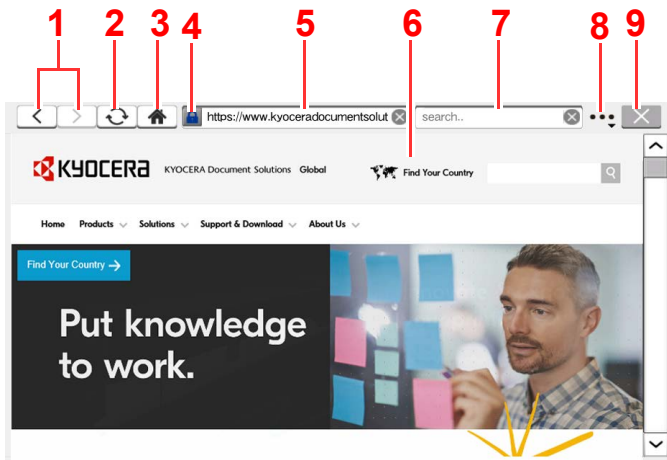 1 2 3 4 5 6 7 8 9
https://www.kyoceradocumentsolut search..
KYOCERA KYOCERA Document Solutions Global Find Your Country
Home Products Solutions Support & Download About Us
Find Your Country →
Put knowledge
to work.